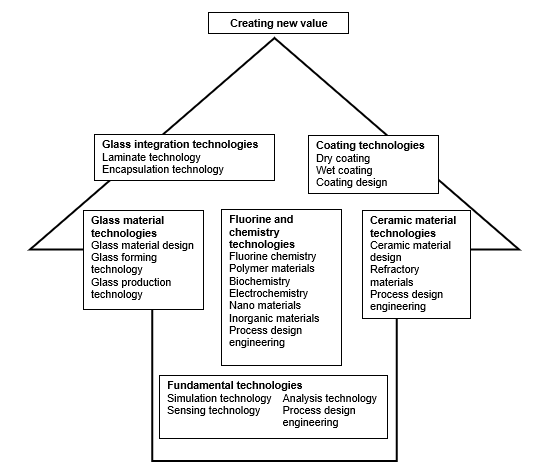 Creating new value
Glass integration technologies
Laminate technology
Encapsulation technology
Coating technologies
Dry coating
Wet coating
Coating design
Glass material
technologies
Glass material design
Glass forming
technology
Glass production
technology
Fluorine and
chemistry
technologies
Fluorine chemistry
Polymer materials
Biochemistry
Electrochemistry
Nano materials
Inorganic materials
Process design
engineering
Ceramic material
technologies
Ceramic material
design
Refractory
materials
Process design
engineering
Fundamental technologies
Simulation technology
Sensing technology
Analysis technology
Process design
engineering